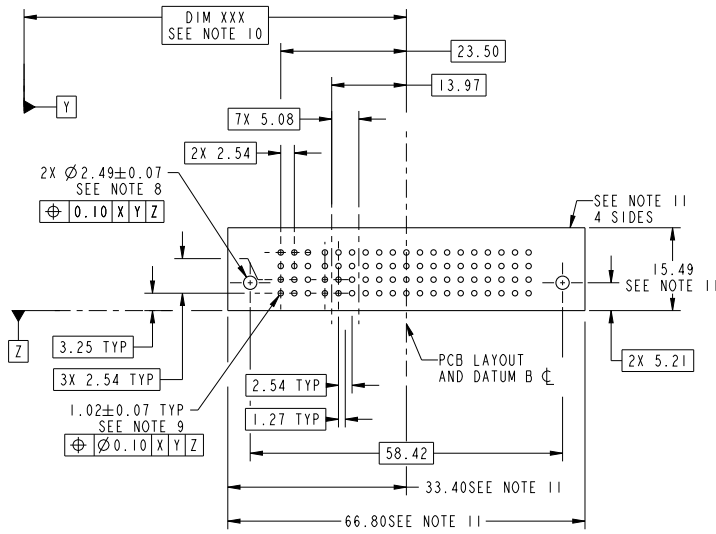 DIM XXX
SEE NOTE 10
23.50
13.97
Y
7X 5.08
2X 2.54
2X Ø2.49±0.07
SEE NOTE 8
⌖ 0.10 X Y Z
SEE NOTE 11
4 SIDES
15.49
SEE NOTE 11
Z
3.25 TYP
3X 2.54 TYP
PCB LAYOUT
AND DATUM B ℄
2X 5.21
2.54 TYP
1.27 TYP
1.02±0.07 TYP
SEE NOTE 9
⌖ Ø0.10 X Y Z
58.42
33.40SEE NOTE 11
66.80SEE NOTE 11